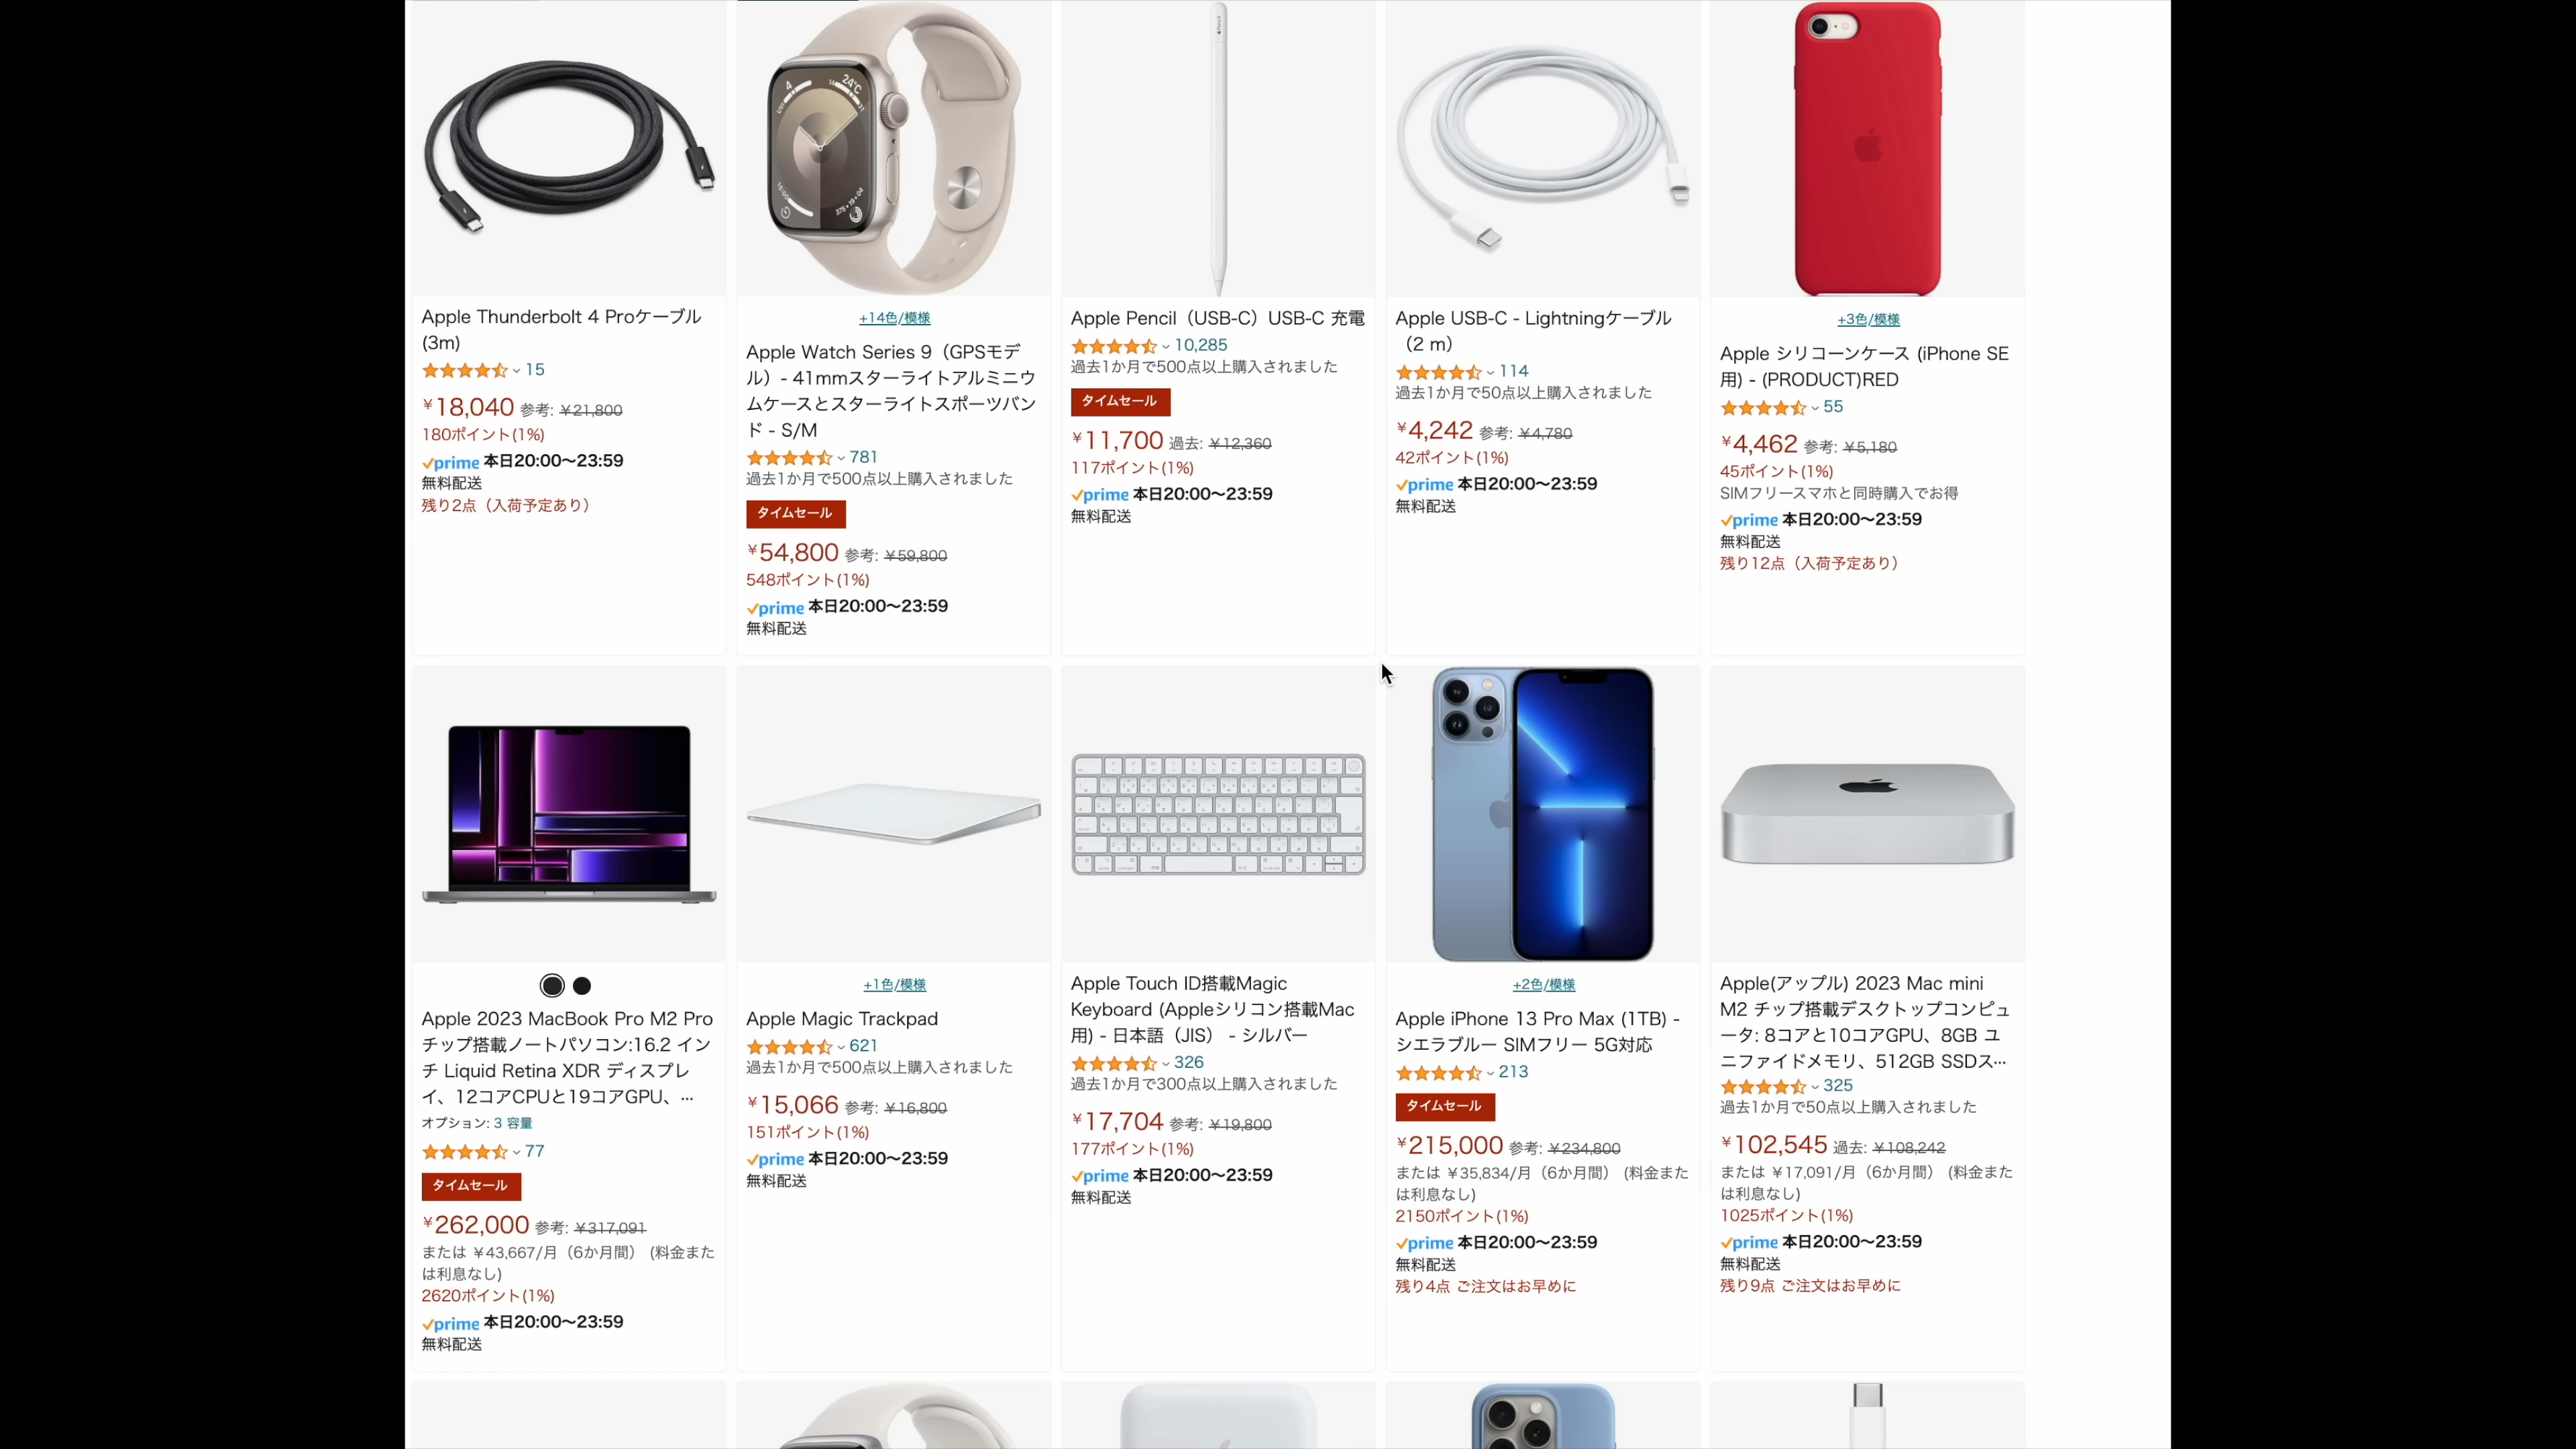 Apple Thunderbolt 4 Proケーブル
(3m)
15
¥18,040 参考: ¥21,800
180ポイント(1%)
prime 本日20:00〜23:59
無料配送
残り2点（入荷予定あり）
+14色/模様
Apple Watch Series 9（GPSモデ
ル）- 41mmスターライトアルミニウ
ムケースとスターライトスポーツバン
ド - S/M
781
過去1か月で500点以上購入されました
タイムセール
¥54,800 参考: ¥59,800
548ポイント(1%)
prime 本日20:00〜23:59
無料配送
Apple Pencil（USB-C）USB-C 充電
10,285
過去1か月で500点以上購入されました
タイムセール
¥11,700 過去: ¥12,360
117ポイント(1%)
prime 本日20:00〜23:59
無料配送
Apple USB-C - Lightningケーブル
（2 m）
114
過去1か月で50点以上購入されました
¥4,242 参考: ¥4,780
42ポイント(1%)
prime 本日20:00〜23:59
無料配送
+3色/模様
Apple シリコーンケース (iPhone SE
用) - (PRODUCT)RED
55
¥4,462 参考: ¥5,180
45ポイント(1%)
SIMフリースマホと同時購入でお得
prime 本日20:00〜23:59
無料配送
残り12点（入荷予定あり）
Apple 2023 MacBook Pro M2 Pro
チップ搭載ノートパソコン:16.2 イン
チ Liquid Retina XDR ディスプレ
イ、12コアCPUと19コアGPU、…
オプション: 3 容量
77
タイムセール
¥262,000 参考: ¥317,091
または ¥43,667/月（6か月間） (料金また
は利息なし)
2620ポイント(1%)
prime 本日20:00〜23:59
無料配送
+1色/模様
Apple Magic Trackpad
621
過去1か月で500点以上購入されました
¥15,066 参考: ¥16,800
151ポイント(1%)
prime 本日20:00〜23:59
無料配送
Apple Touch ID搭載Magic
Keyboard (Appleシリコン搭載Mac
用) - 日本語（JIS） - シルバー
326
過去1か月で300点以上購入されました
¥17,704 参考: ¥19,800
177ポイント(1%)
prime 本日20:00〜23:59
無料配送
+2色/模様
Apple iPhone 13 Pro Max (1TB) -
シエラブルー SIMフリー 5G対応
213
タイムセール
¥215,000 参考: ¥234,800
または ¥35,834/月（6か月間） (料金また
は利息なし)
2150ポイント(1%)
prime 本日20:00〜23:59
無料配送
残り4点 ご注文はお早めに
Apple(アップル) 2023 Mac mini
M2 チップ搭載デスクトップコンピュ
ータ: 8コアと10コアGPU、8GB ユ
ニファイドメモリ、512GB SSDス…
325
過去1か月で50点以上購入されました
¥102,545 過去: ¥108,242
または ¥17,091/月（6か月間） (料金また
は利息なし)
1025ポイント(1%)
prime 本日20:00〜23:59
無料配送
残り9点 ご注文はお早めに